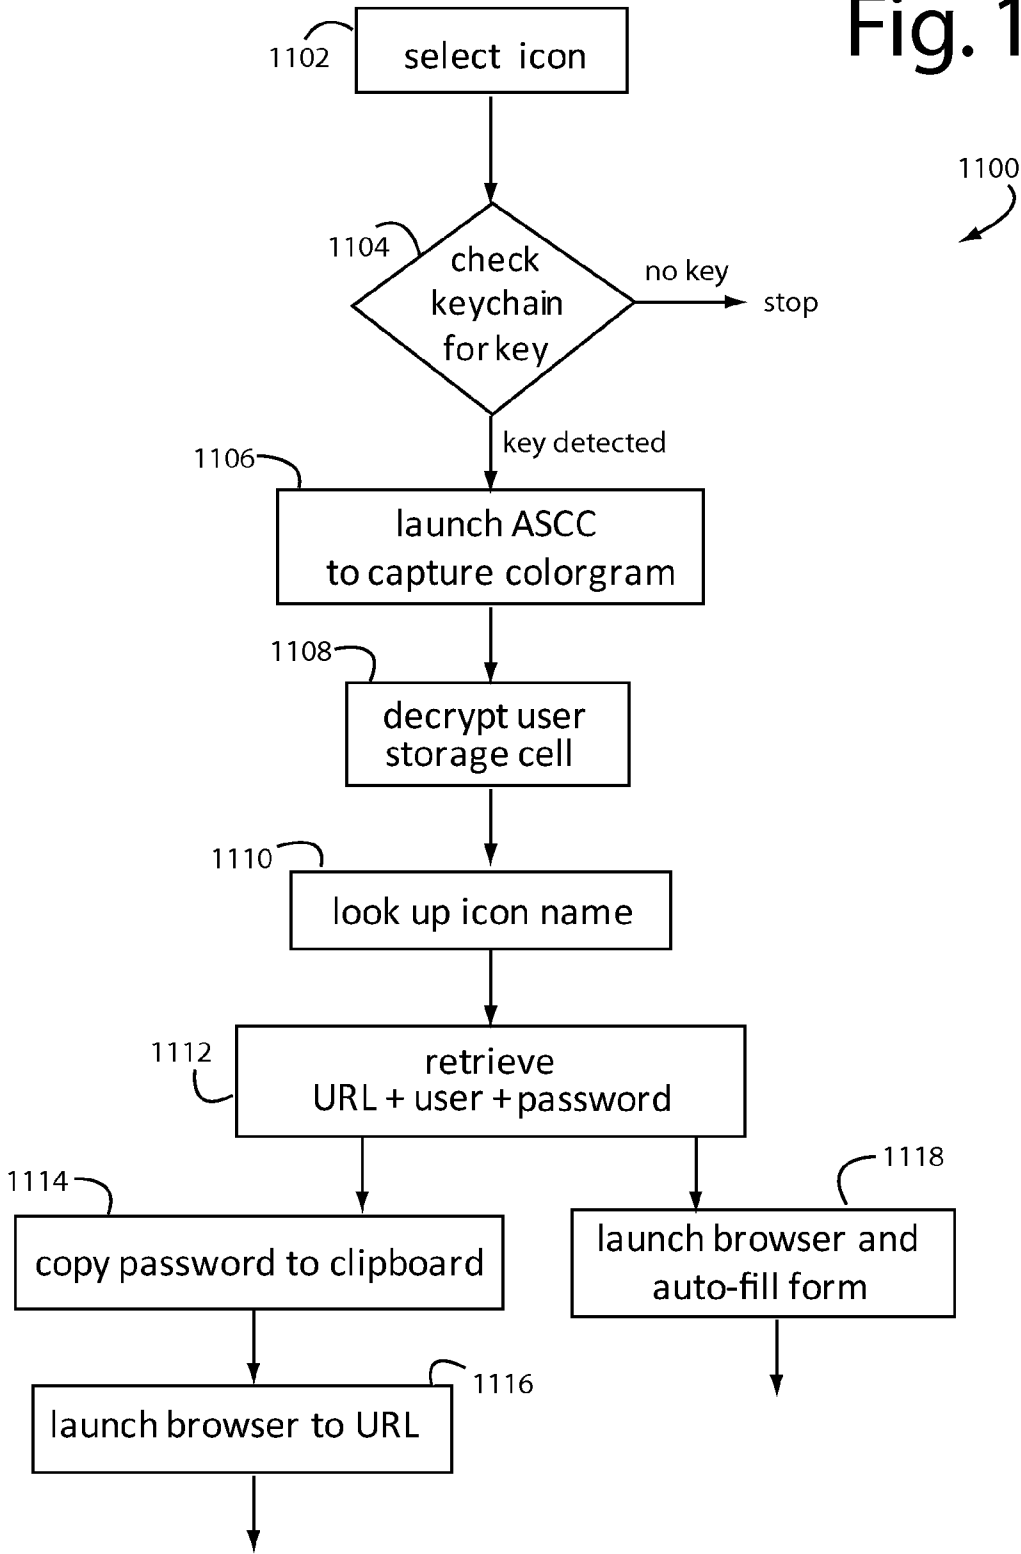 Fig. 1
1102
select icon
1100
1104
check
keychain
for key
no key
stop
key detected
1106
launch ASCC
to capture colorgram
1108
decrypt user
storage cell
1110
look up icon name
1112
retrieve
URL + user + password
1114
copy password to clipboard
1118
launch browser and
auto-fill form
1116
launch browser to URL